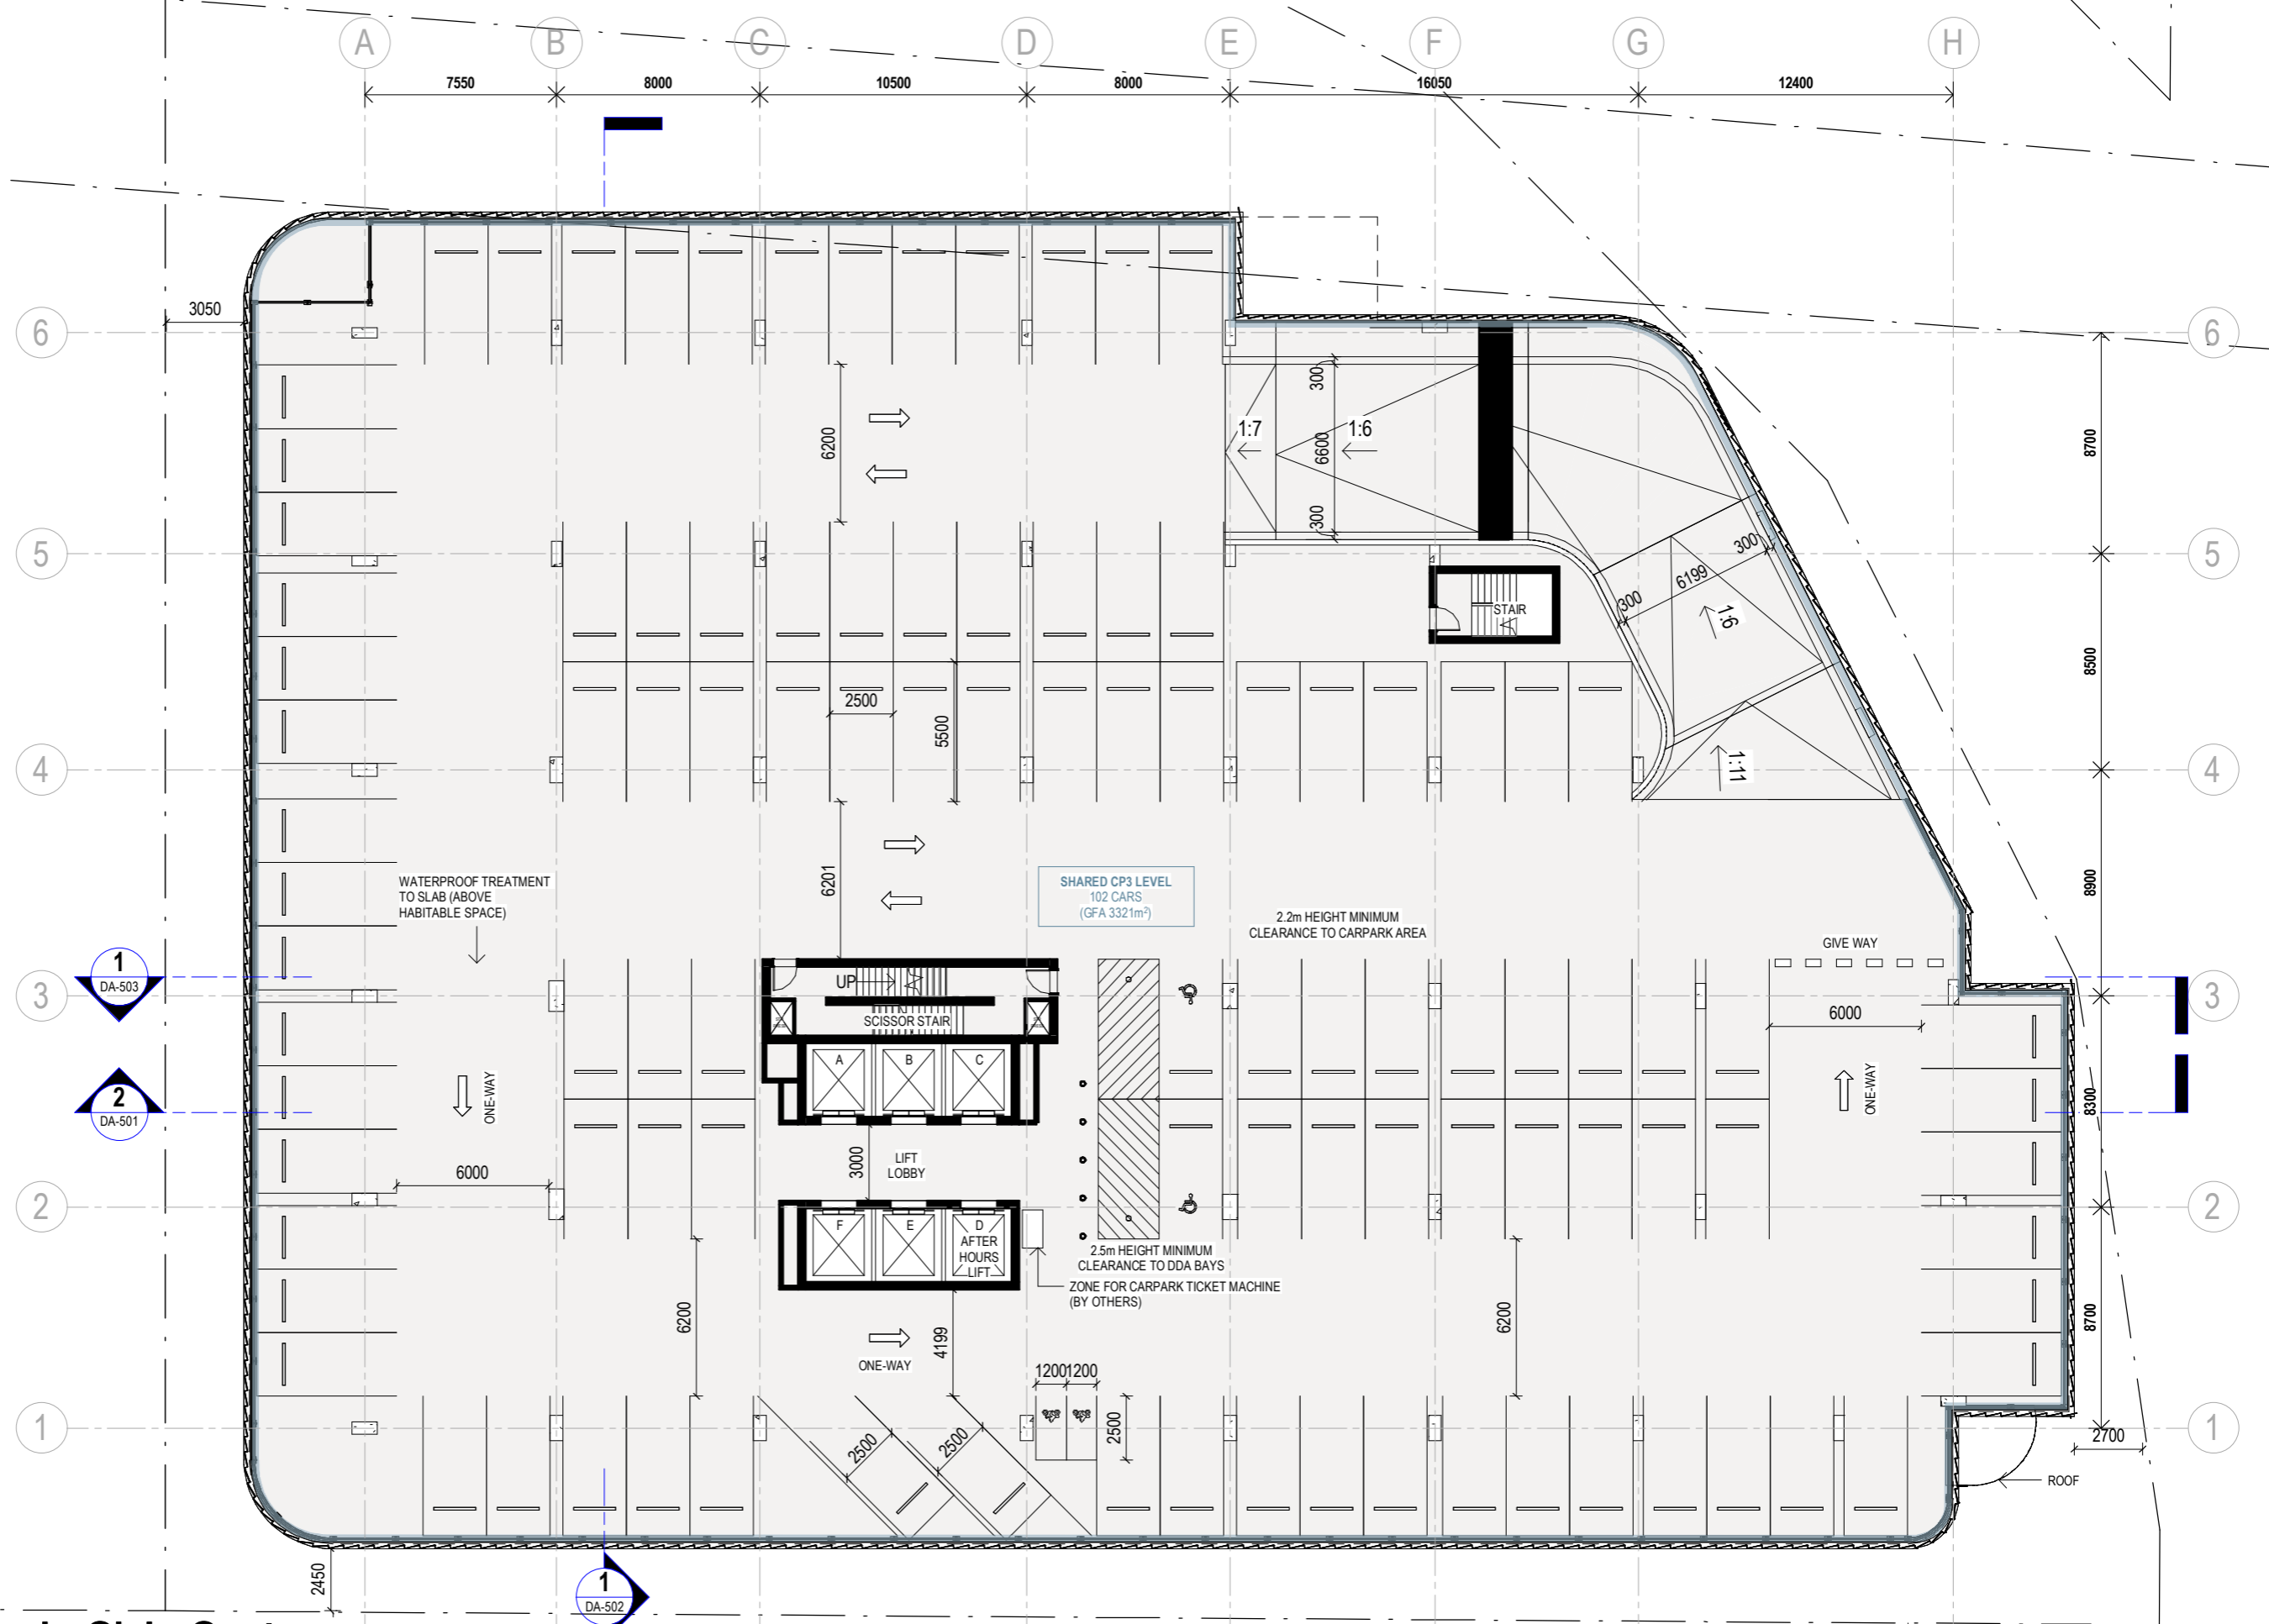 A B C D E F G H
7550 8000 10500 8000 16050 12400
3050
6 6
300
1:7 1:6
6200 6600
8700
300
5 5
300
6199
300
STAIR
1:6
8500
2500
5500
4 4
1:11
6201
8900
WATERPROOF TREATMENT
TO SLAB (ABOVE
HABITABLE SPACE)
SHARED CP3 LEVEL
102 CARS
(GFA 3321m²)
2.2m HEIGHT MINIMUM
CLEARANCE TO CARPARK AREA
GIVE WAY
1
DA-503
3 3
UP
SCISSOR STAIR
6000
A B C
2
DA-501
ONE-WAY
ONE-WAY
8300
3000
LIFT
LOBBY
6000
2 2
F E D
AFTER
HOURS
LIFT
2.5m HEIGHT MINIMUM
CLEARANCE TO DDA BAYS
ZONE FOR CARPARK TICKET MACHINE
(BY OTHERS)
6200
4199
6200
8700
ONE-WAY
1200 1200
1 1
2500 2500
2500
2700
ROOF
2450
1
DA-502